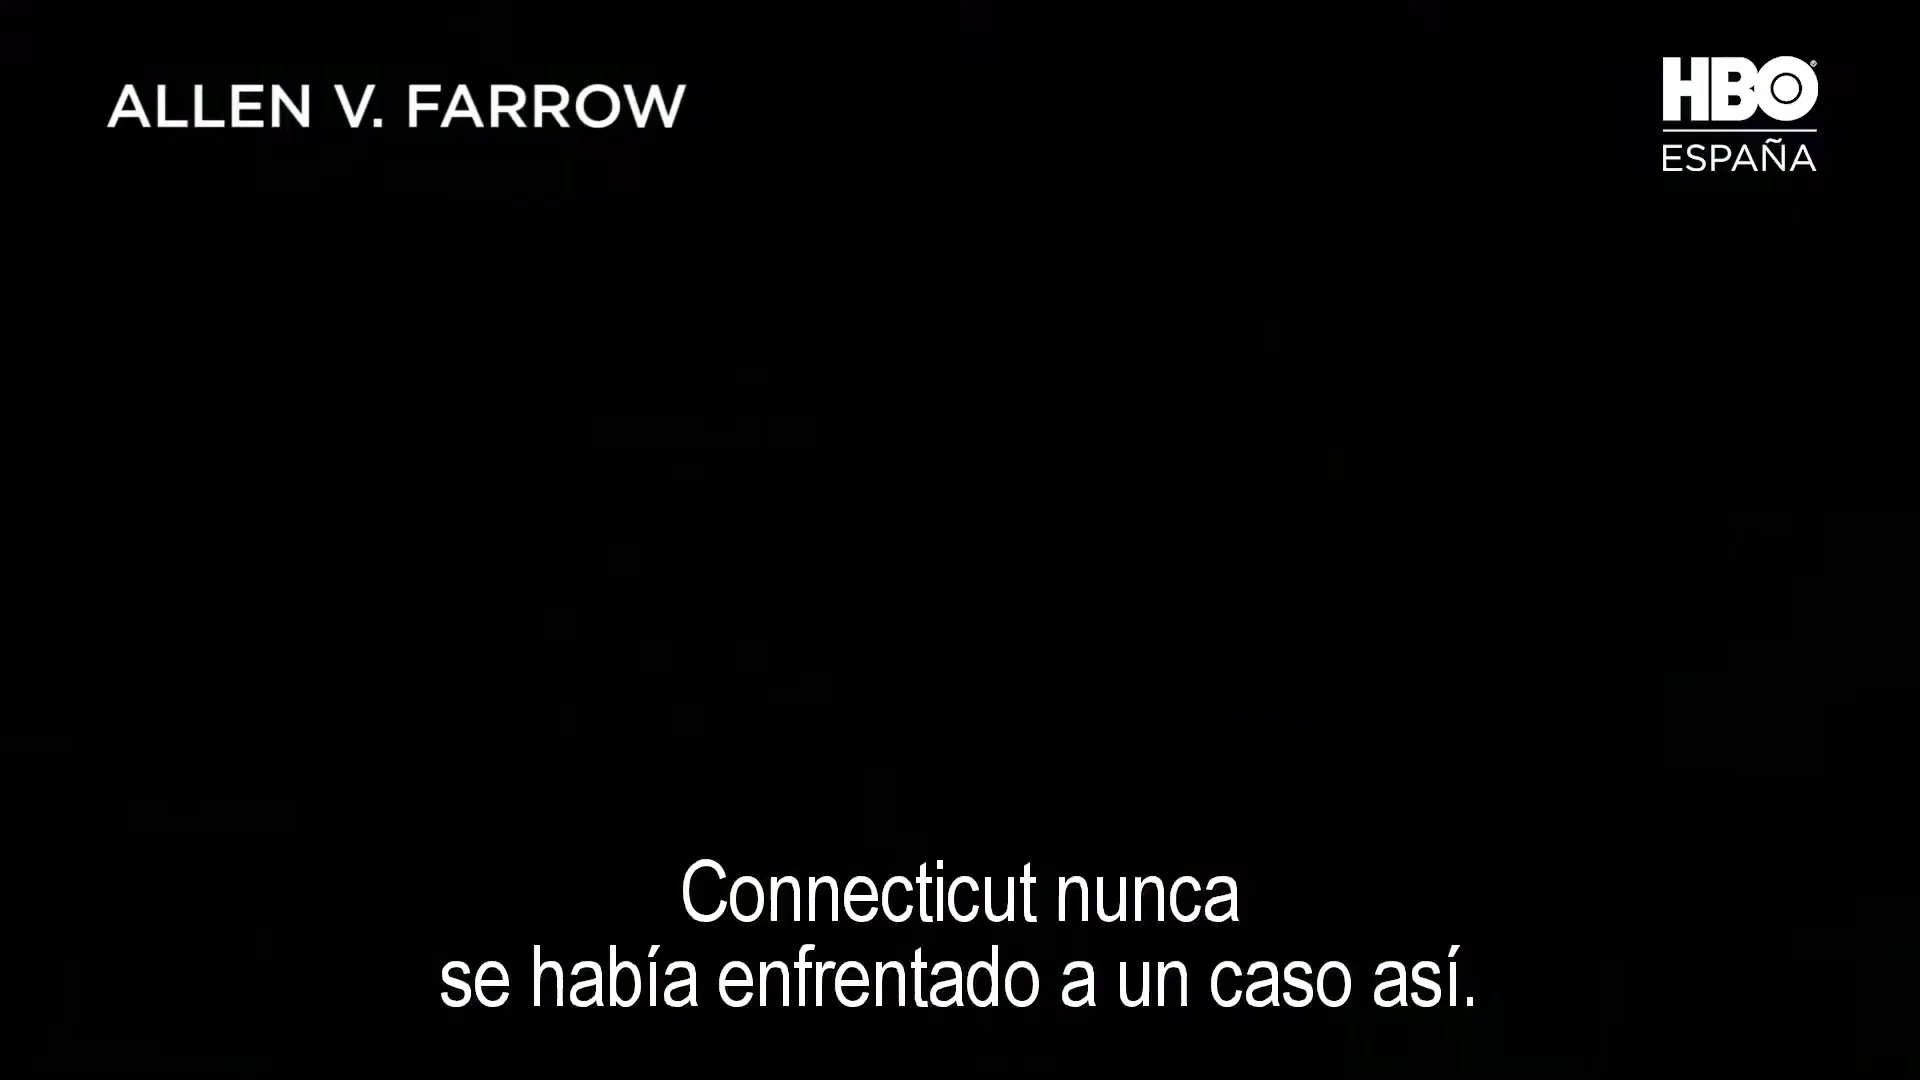 ALLEN V. FARROW
HBO
ESPAÑA
Connecticut nunca
se había enfrentado a un caso así.